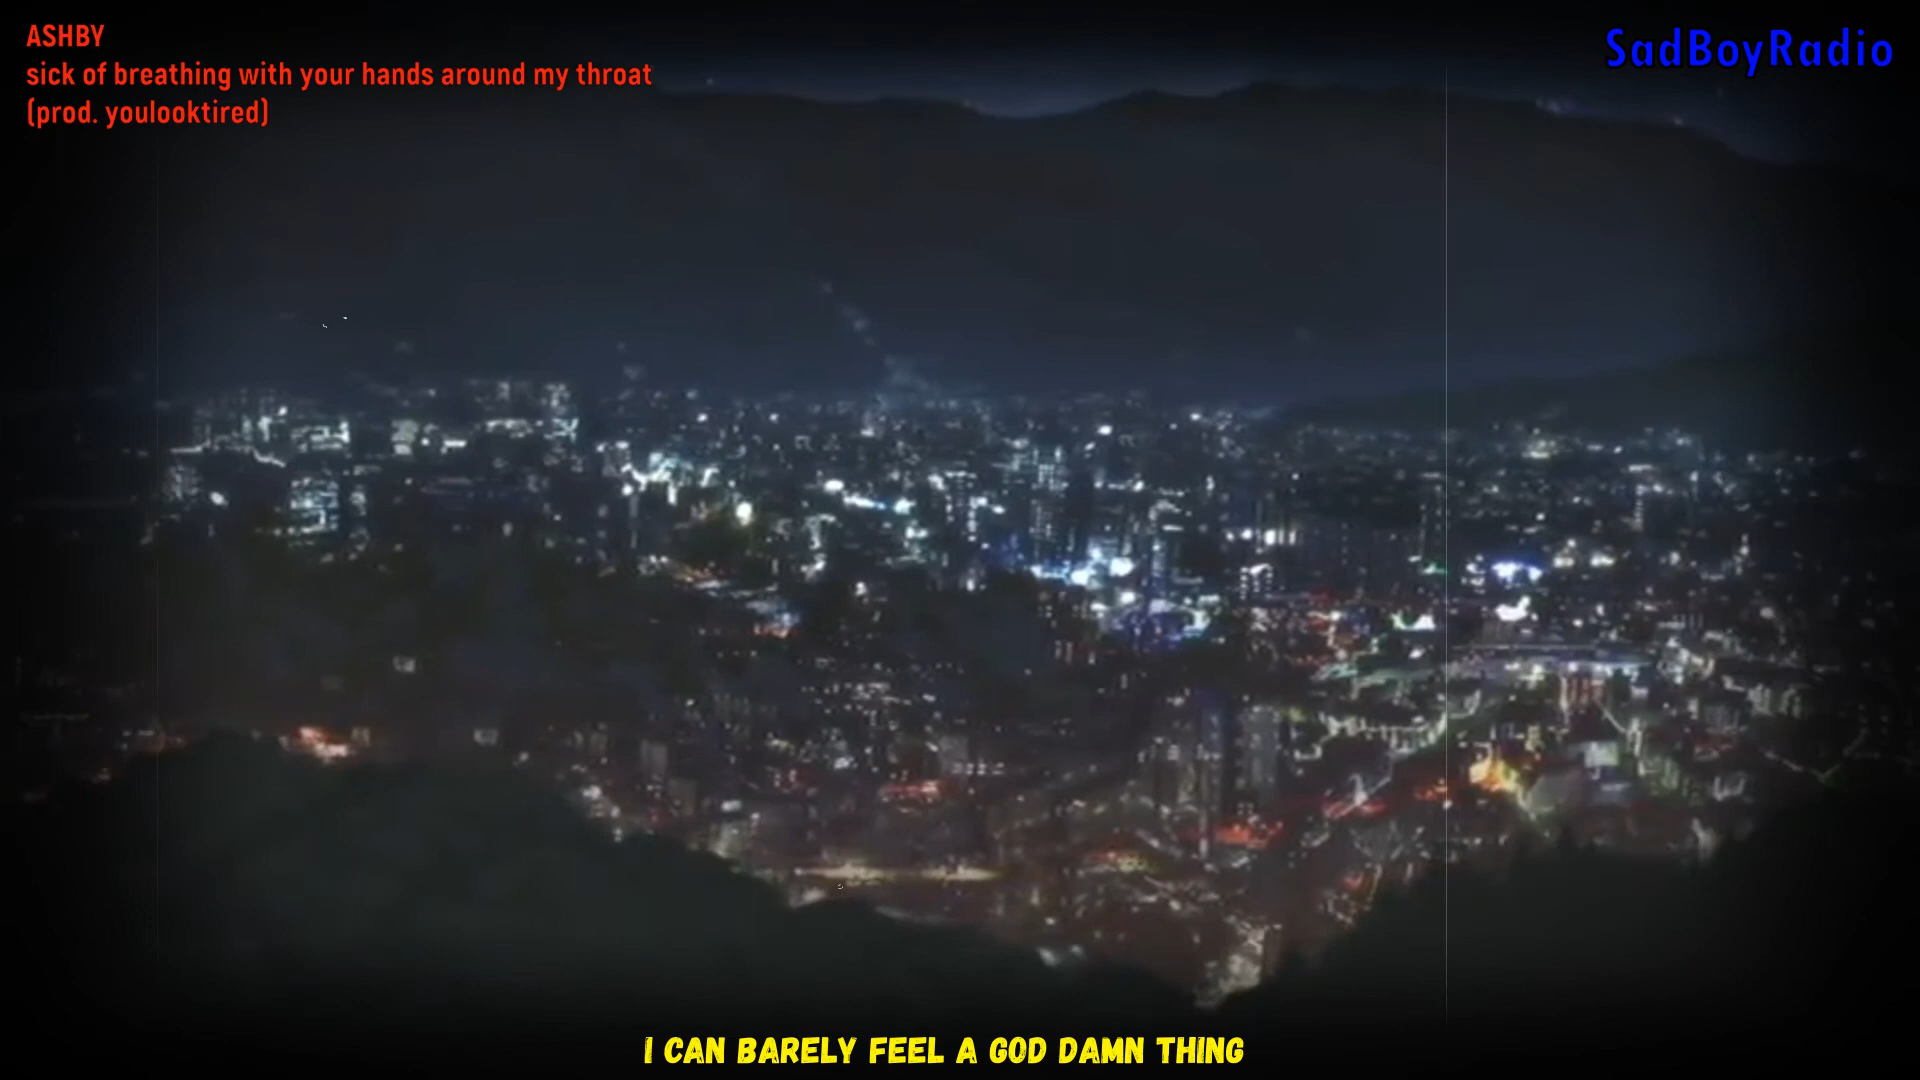 ASHBY
sick of breathing with your hands around my throat
(prod. youlooktired)
SadBoyRadio
I CAN BARELY FEEL A GOD DAMN THING